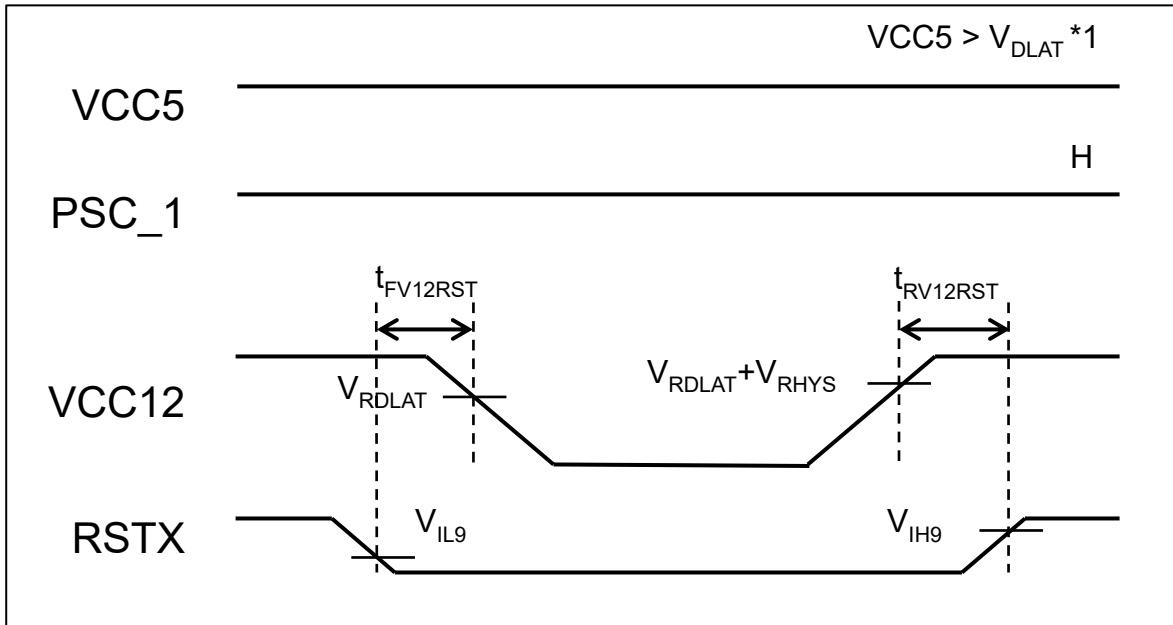 VCC5 > VDLAT *1
VCC5
H
PSC_1
tFV12RST
tRV12RST
VRDLAT
VRDLAT+VRHYS
VCC12
VIL9
VIH9
RSTX